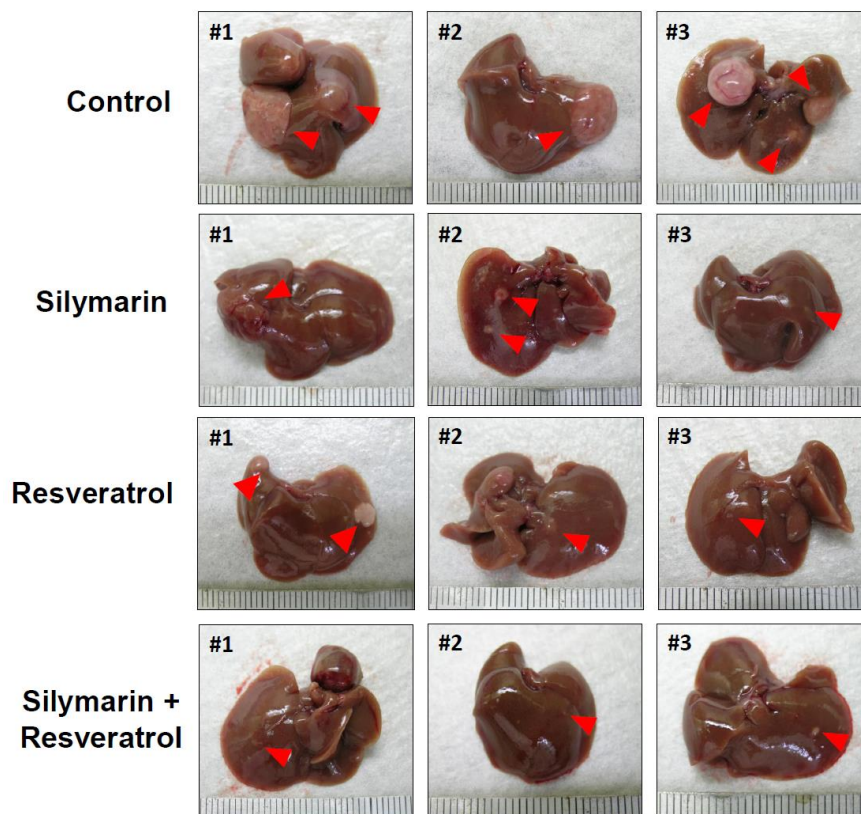 Control
#1
#2
#3
Silymarin
#1
#2
#3
Resveratrol
#1
#2
#3
Silymarin +
Resveratrol
#1
#2
#3